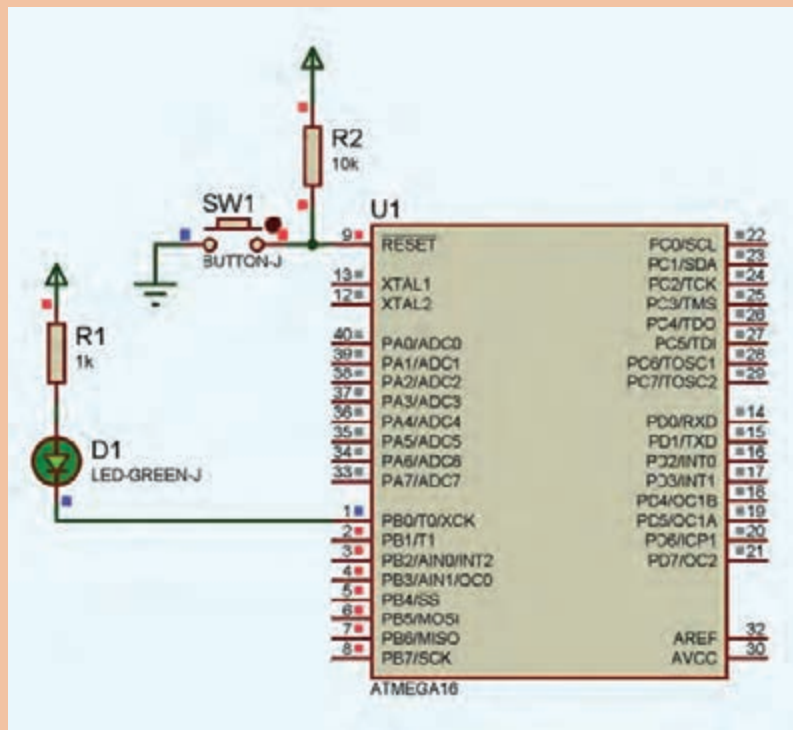 R2
10k
SW1
BUTTON-J
R1
1k
D1
LED-GREEN-J
U1
9 RESET
13 XTAL1
12 XTAL2
40 PA0/ADC0
39 PA1/ADC1
38 PA2/ADC2
37 PA3/ADC3
36 PA4/ADC4
35 PA5/ADC5
34 PA6/ADC6
33 PA7/ADC7
1 PB0/T0/XCK
2 PB1/T1
3 PB2/AIN0/INT2
4 PB3/AIN1/OC0
5 PB4/SS
6 PB5/MOSI
7 PB6/MISO
8 PB7/SCK
PC0/SCL 22
PC1/SDA 23
PC2/TCK 24
PC3/TMS 25
PC4/TDO 26
PC5/TDI 27
PC6/TOSC1 28
PC7/TOSC2 29
PD0/RXD 14
PD1/TXD 15
PD2/INT0 16
PD3/INT1 17
PD4/OC1B 18
PD5/OC1A 19
PD6/ICP1 20
PD7/OC2 21
AREF 32
AVCC 30
ATMEGA16